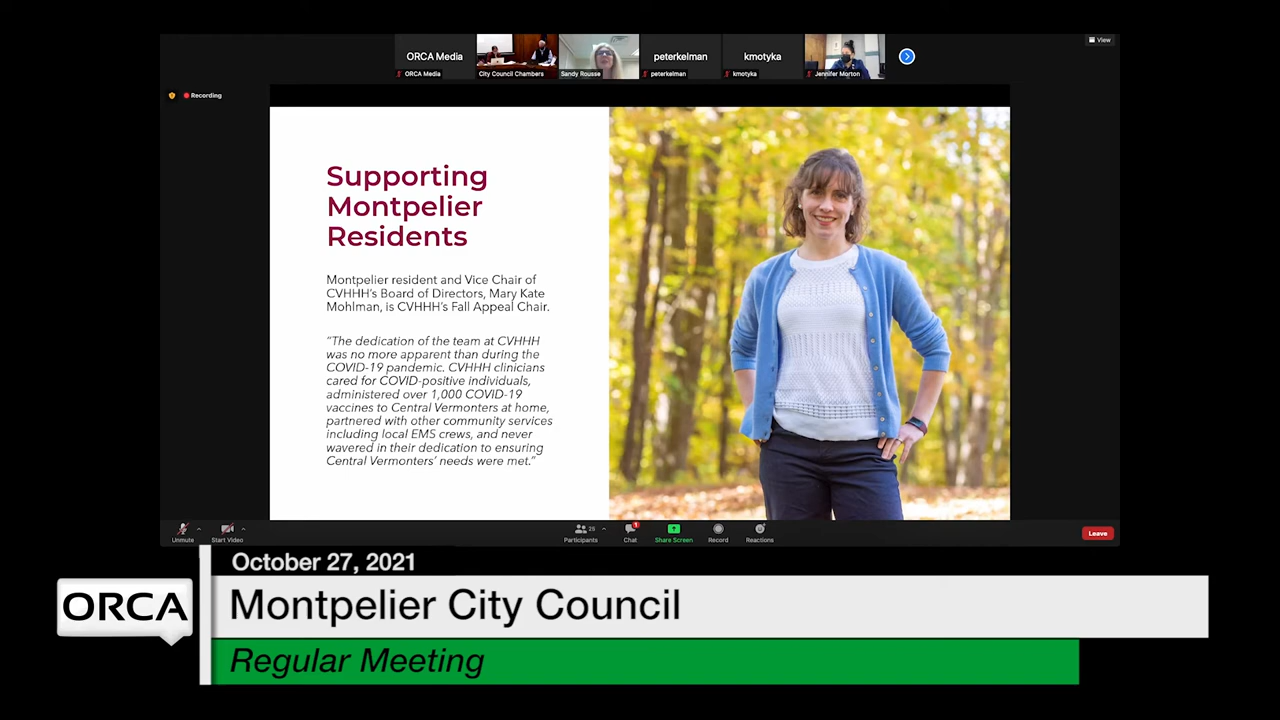 View
ORCA Media
peterkelman
kmotyka
ORCA Media
City Council Chambers
Sandy Rousse
peterkelman
kmotyka
Jennifer Morton
Recording
Supporting
Montpelier
Residents
Montpelier resident and Vice Chair of
CVHHH's Board of Directors, Mary Kate
Mohlman, is CVHHH's Fall Appeal Chair.
"The dedication of the team at CVHHH
was no more apparent than during the
COVID-19 pandemic. CVHHH clinicians
cared for COVID-positive individuals,
administered over 1,000 COVID-19
vaccines to Central Vermonters at home,
partnered with other community services
including local EMS crews, and never
wavered in their dedication to ensuring
Central Vermonters' needs were met."
Unmute
Start Video
Participants
Chat
1
Share Screen
Record
Reactions
Leave
October 27, 2021
ORCA
Montpelier City Council
Regular Meeting